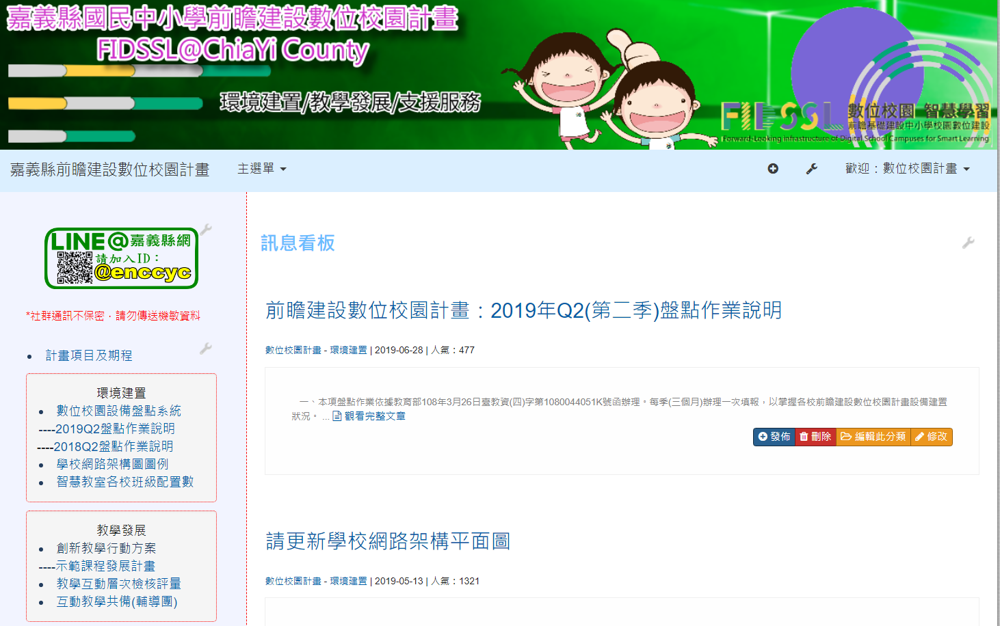 嘉義縣國民中小學前瞻建設數位校園計畫
FIDSSL@ChiaYi County
環境建置/教學發展/支援服務
FIDSSL 數位校園 智慧學習
前瞻基礎建設中小學校園數位建設
Forward-Looking Infrastructure of Digital School Campuses for Smart Learning
嘉義縣前瞻建設數位校園計畫 主選單 歡迎：數位校園計畫
LINE@嘉義縣網
請加入ID：
@enccyc
*社群通訊不保密．請勿傳送機敏資料
計畫項目及期程
環境建置
數位校園設備盤點系統
----2019Q2盤點作業說明
----2018Q2盤點作業說明
學校網路架構圖圖例
智慧教室各校班級配置數
教學發展
創新教學行動方案
----示範課程發展計畫
教學互動層次檢核評量
互動教學共備(輔導團)
訊息看板
前瞻建設數位校園計畫：2019年Q2(第二季)盤點作業說明
數位校園計畫 - 環境建置 | 2019-06-28 | 人氣：477
一、本項盤點作業依據教育部108年3月26日臺教資(四)字第1080044051K號函辦理。每季(三個月)辦理一次填報，以掌握各校前瞻建設數位校園計畫設備建置
狀況。 ... 觀看完整文章
發佈 刪除 編輯此分類 修改
請更新學校網路架構平面圖
數位校園計畫 - 環境建置 | 2019-05-13 | 人氣：1321